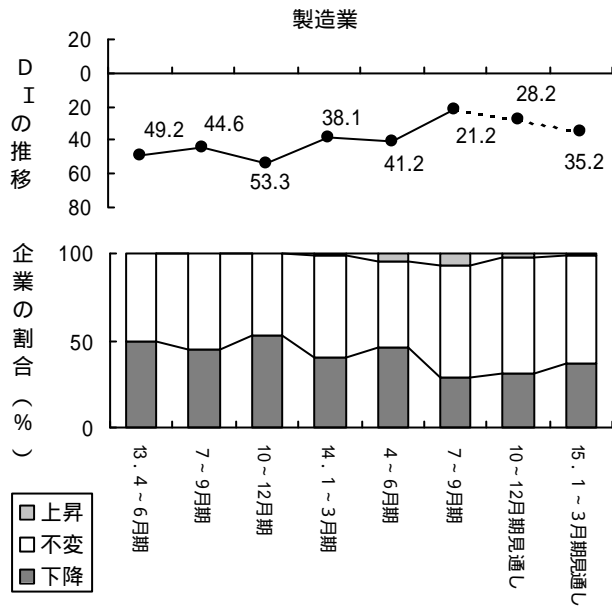 製造業
DIの推移
20
0
20
40
60
80
49.2
44.6
53.3
38.1
41.2
21.2
28.2
35.2
企業の割合(%)
100
50
0
13.4~6月期
7~9月期
10~12月期
14.1~3月期
4~6月期
7~9月期
10~12月期見通し
15.1~3月期見通し
上昇
不変
下降